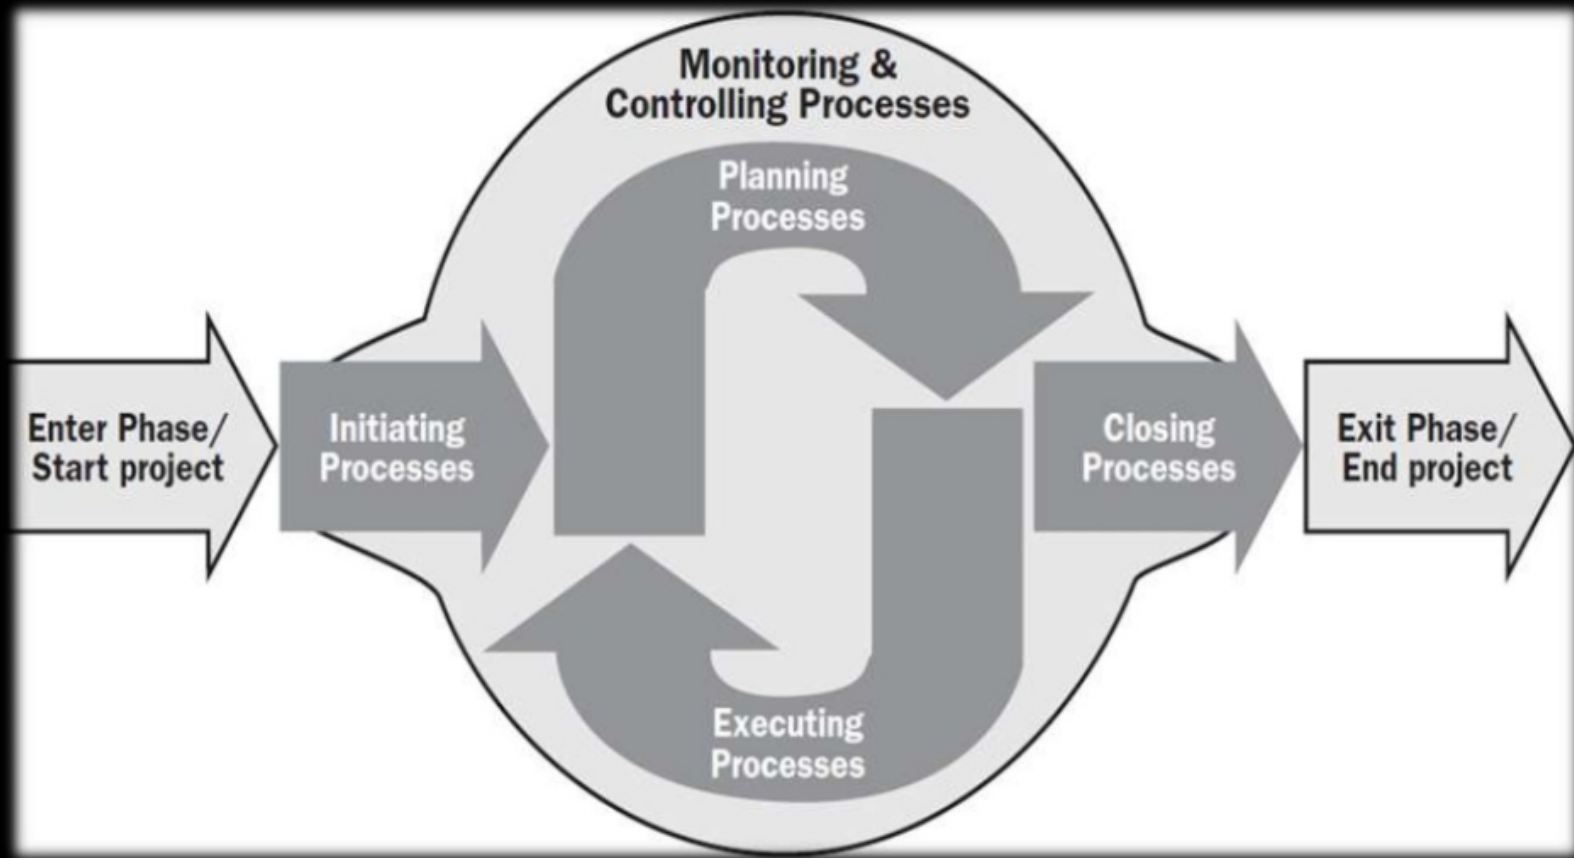 Monitoring &
Controlling Processes
Planning
Processes
Enter Phase/
Start project
Initiating
Processes
Closing
Processes
Exit Phase/
End project
Executing
Processes